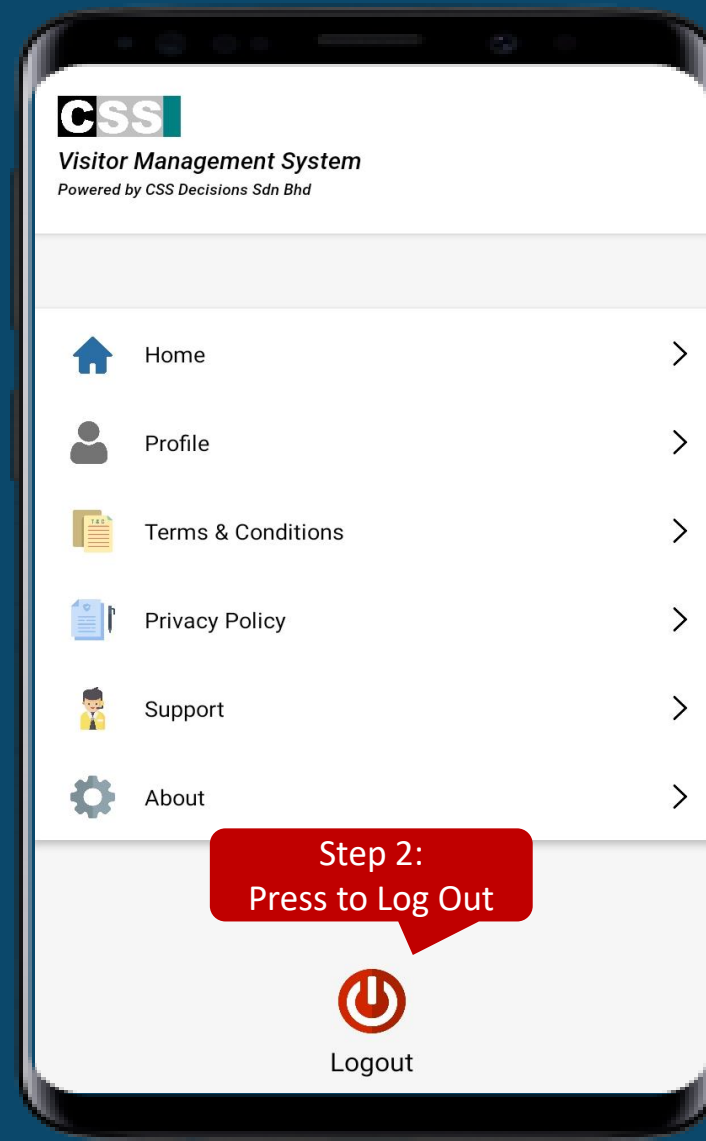 CSS
Visitor Management System
Powered by CSS Decisions Sdn Bhd
Home
Profile
T & C
Terms & Conditions
Privacy Policy
Support
About
Step 2:
Press to Log Out
Logout